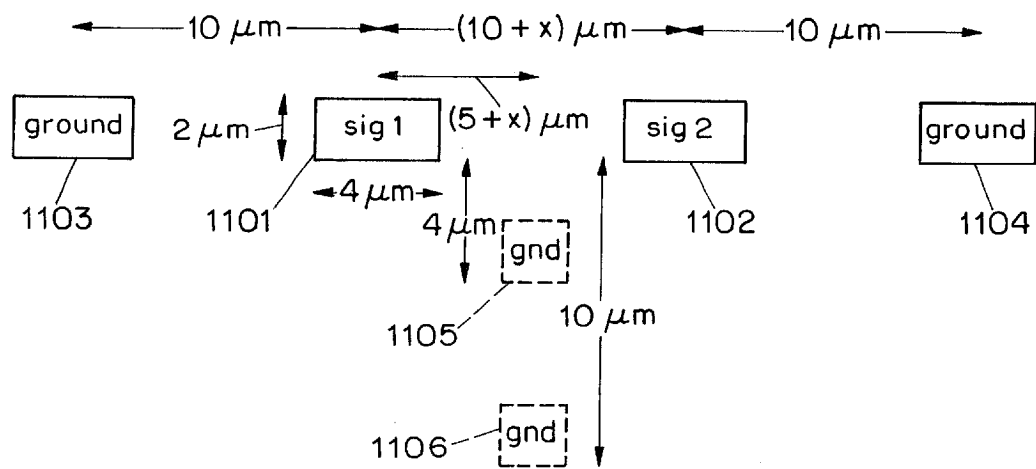 10 μm (10 + x) μm 10 μm
ground 2 μm sig 1 (5 + x) μm sig 2 ground
1103 1101 4 μm 4 μm 1102 1104
gnd
1105 10 μm
1106 gnd